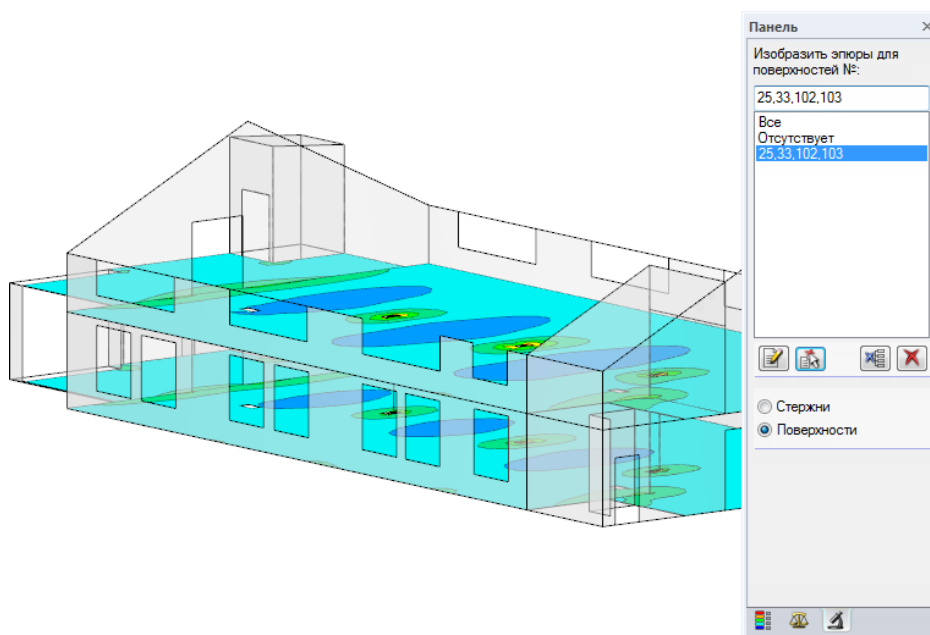 Панель
Изобразить эпюры для
поверхностей №:
25,33,102,103
Все
Отсутствует
25,33,102,103
Стержни
Поверхности